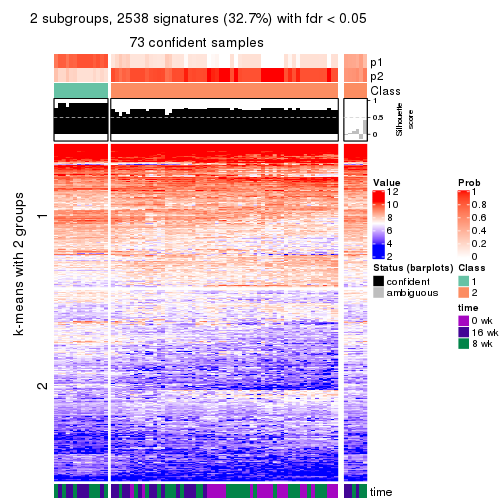 2 subgroups, 2538 signatures (32.7%) with fdr < 0.05
73 confident samples
p1
p2
Class
1
0.5
0
Silhouette
score
k-means with 2 groups
1
2
time
Value
12
10
8
6
4
2
Prob
1
0.8
0.6
0.4
0.2
0
Status (barplots)
confident
ambiguous
Class
1
2
time
0 wk
16 wk
8 wk